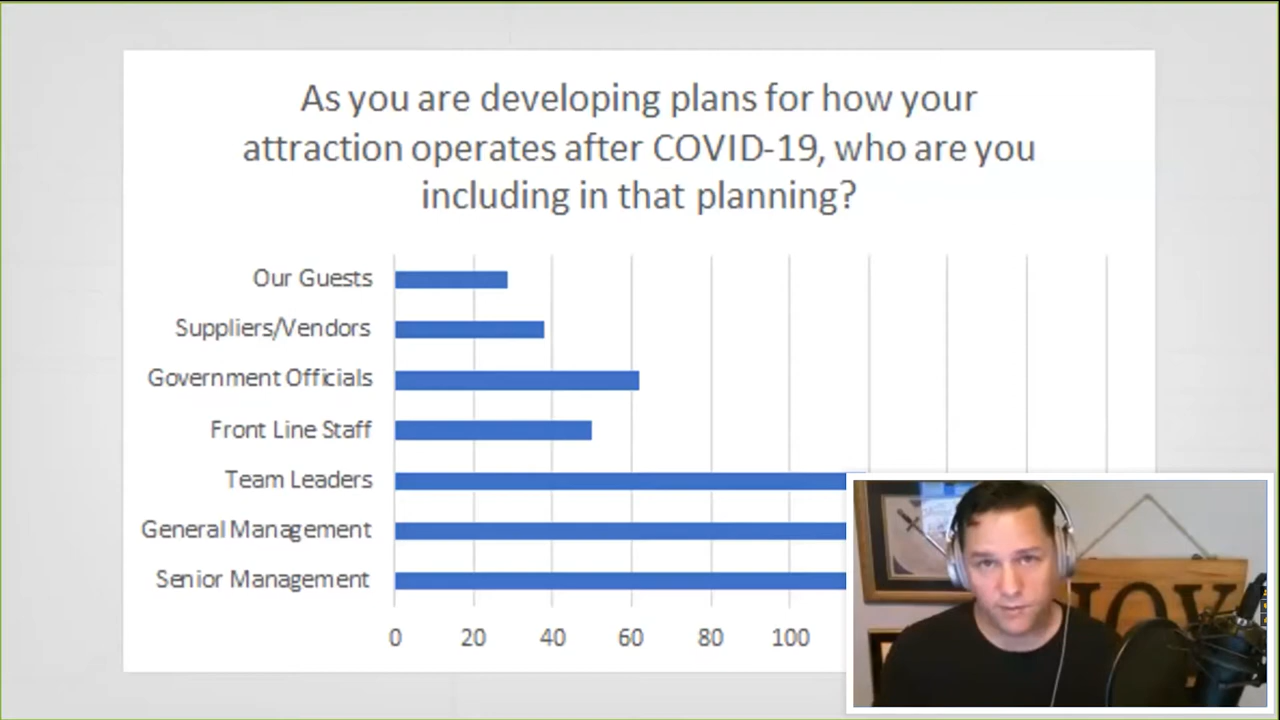 As you are developing plans for how your
attraction operates after COVID-19, who are you
including in that planning?
Our Guests
Suppliers/Vendors
Government Officials
Front Line Staff
Team Leaders
General Management
Senior Management
0 20 40 60 80 100
JOY